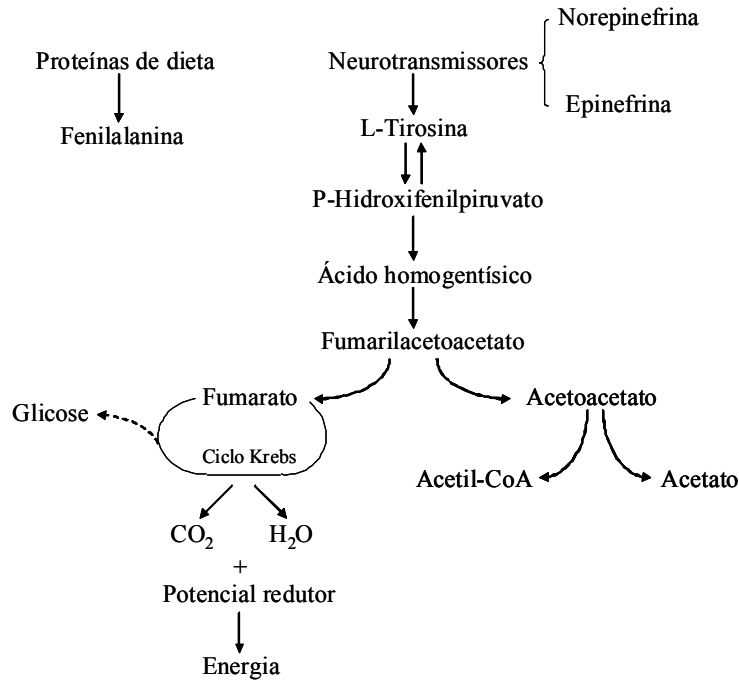 Norepinefrina
Proteínas de dieta
Neurotransmissores
Epinefrina
Fenilalanina
L-Tirosina
P-Hidroxifenilpiruvato
Ácido homogentísico
Fumarilacetoacetato
Fumarato
Acetoacetato
Glicose
Ciclo Krebs
Acetil-CoA
Acetato
CO₂
H₂O
+
Potencial redutor
Energia